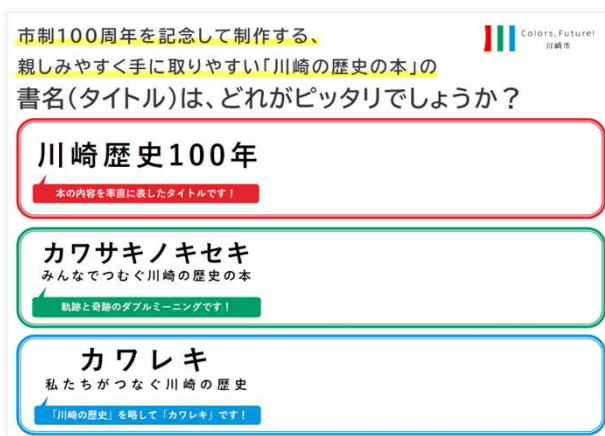 市制100周年を記念して制作する、
親しみやすく手に取りやすい「川崎の歴史の本」の
書名(タイトル)は、どれがピッタリでしょうか？
Colors, Future!
川崎市
川崎歴史100年
本の内容を率直に表したタイトルです！
カワサキノキセキ
みんなでつむぐ川崎の歴史の本
軌跡と奇跡のダブルミーニングです！
カワレキ
私たちがつなぐ川崎の歴史
「川崎の歴史」を略して「カワレキ」です！